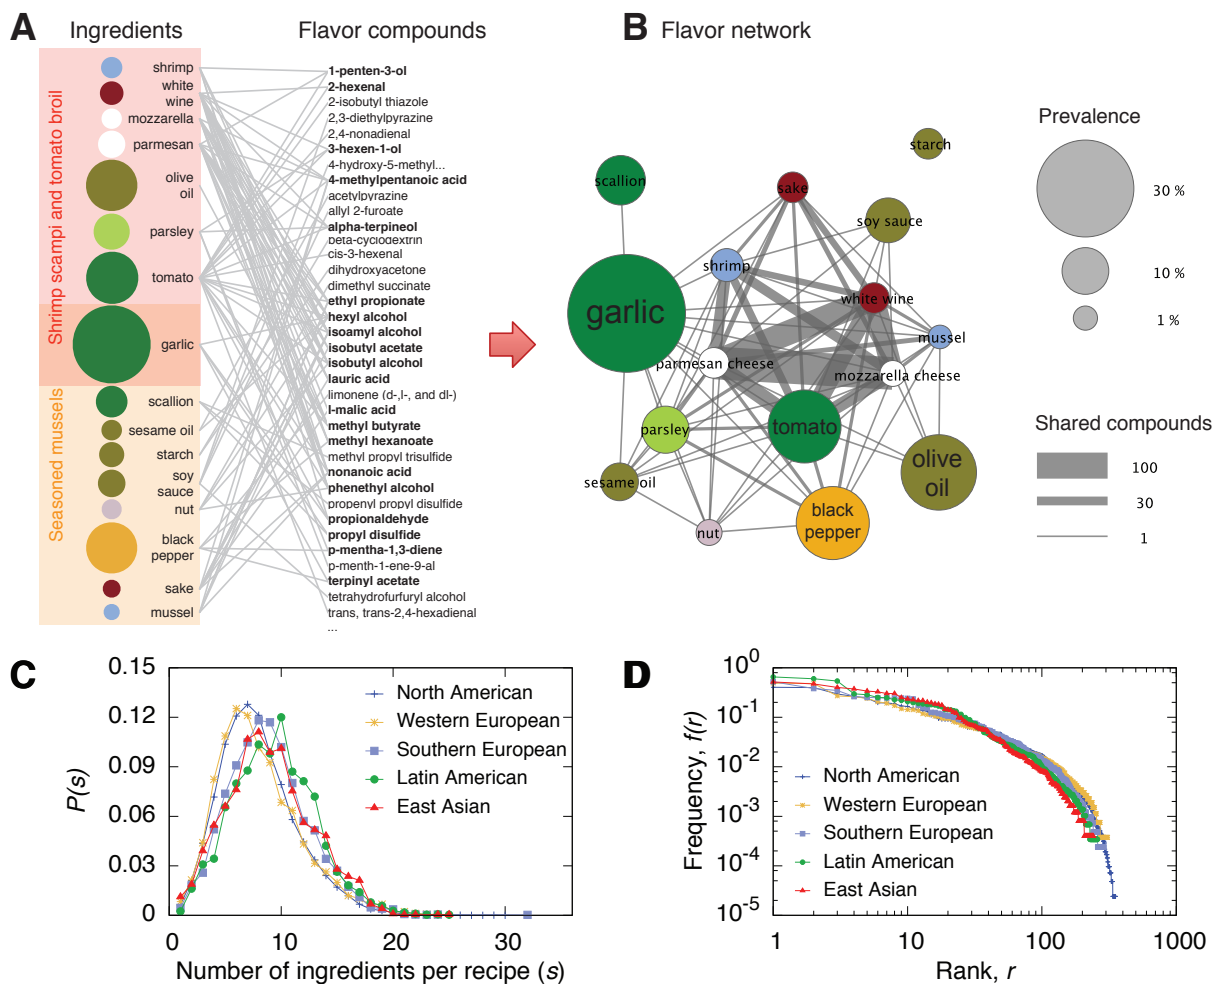 A
Ingredients
Flavor compounds
Shrimp scampi and tomato broil
Seasoned mussels
shrimp
white
wine
mozzarella
parmesan
olive
oil
parsley
tomato
garlic
scallion
sesame oil
starch
soy
sauce
nut
black
pepper
sake
mussel
1-penten-3-ol
2-hexenal
2-isobutyl thiazole
2,3-diethylpyrazine
2,4-nonadienal
3-hexen-1-ol
4-hydroxy-5-methyl...
4-methylpentanoic acid
acetylpyrazine
allyl 2-furoate
alpha-terpineol
beta-cyclodextrin
cis-3-hexenal
dihydroxyacetone
dimethyl succinate
ethyl propionate
hexyl alcohol
isoamyl alcohol
isobutyl acetate
isobutyl alcohol
lauric acid
limonene (d-,l-, and dl-)
l-malic acid
methyl butyrate
methyl hexanoate
methyl propyl trisulfide
nonanoic acid
phenethyl alcohol
propenyl propyl disulfide
propionaldehyde
propyl disulfide
p-mentha-1,3-diene
p-menth-1-ene-9-al
terpinyl acetate
tetrahydrofurfuryl alcohol
trans, trans-2,4-hexadienal
...
B
Flavor network
starch
scallion
sake
soy sauce
shrimp
garlic
white wine
mussel
parmesan cheese
mozzarella cheese
parsley
tomato
sesame oil
olive
oil
nut
black
pepper
Prevalence
30 %
10 %
1 %
Shared compounds
100
30
1
C
P(s)
0.15
0.12
0.09
0.06
0.03
0
0 10 20 30
Number of ingredients per recipe (s)
North American
Western European
Southern European
Latin American
East Asian
D
Frequency, f(r)
10^0
10^-1
10^-2
10^-3
10^-4
10^-5
1 10 100 1000
Rank, r
North American
Western European
Southern European
Latin American
East Asian